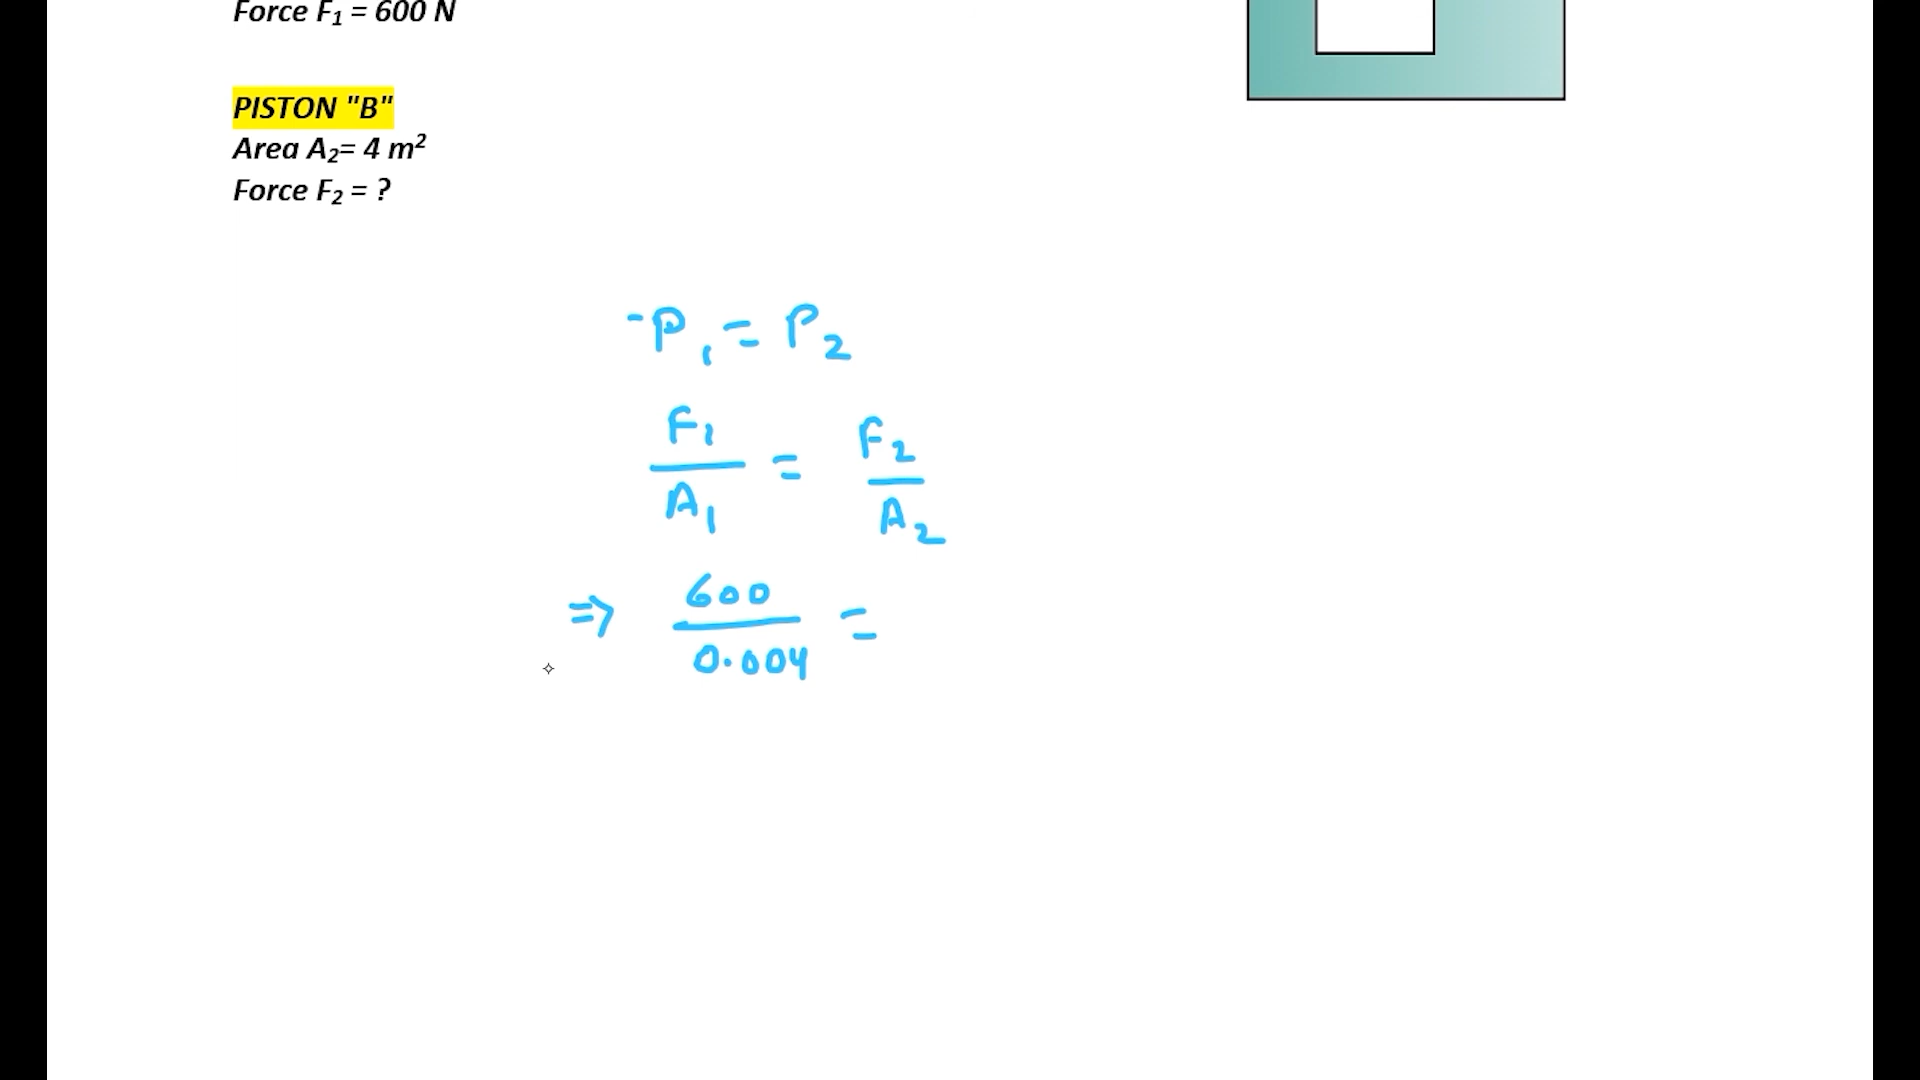 Force F₁ = 600 N
PISTON "B"
Area A₂= 4 m²
Force F₂ = ?
-P₁ = P₂
F₁/A₁ = F₂/A₂
⇒ 600/0.004 =